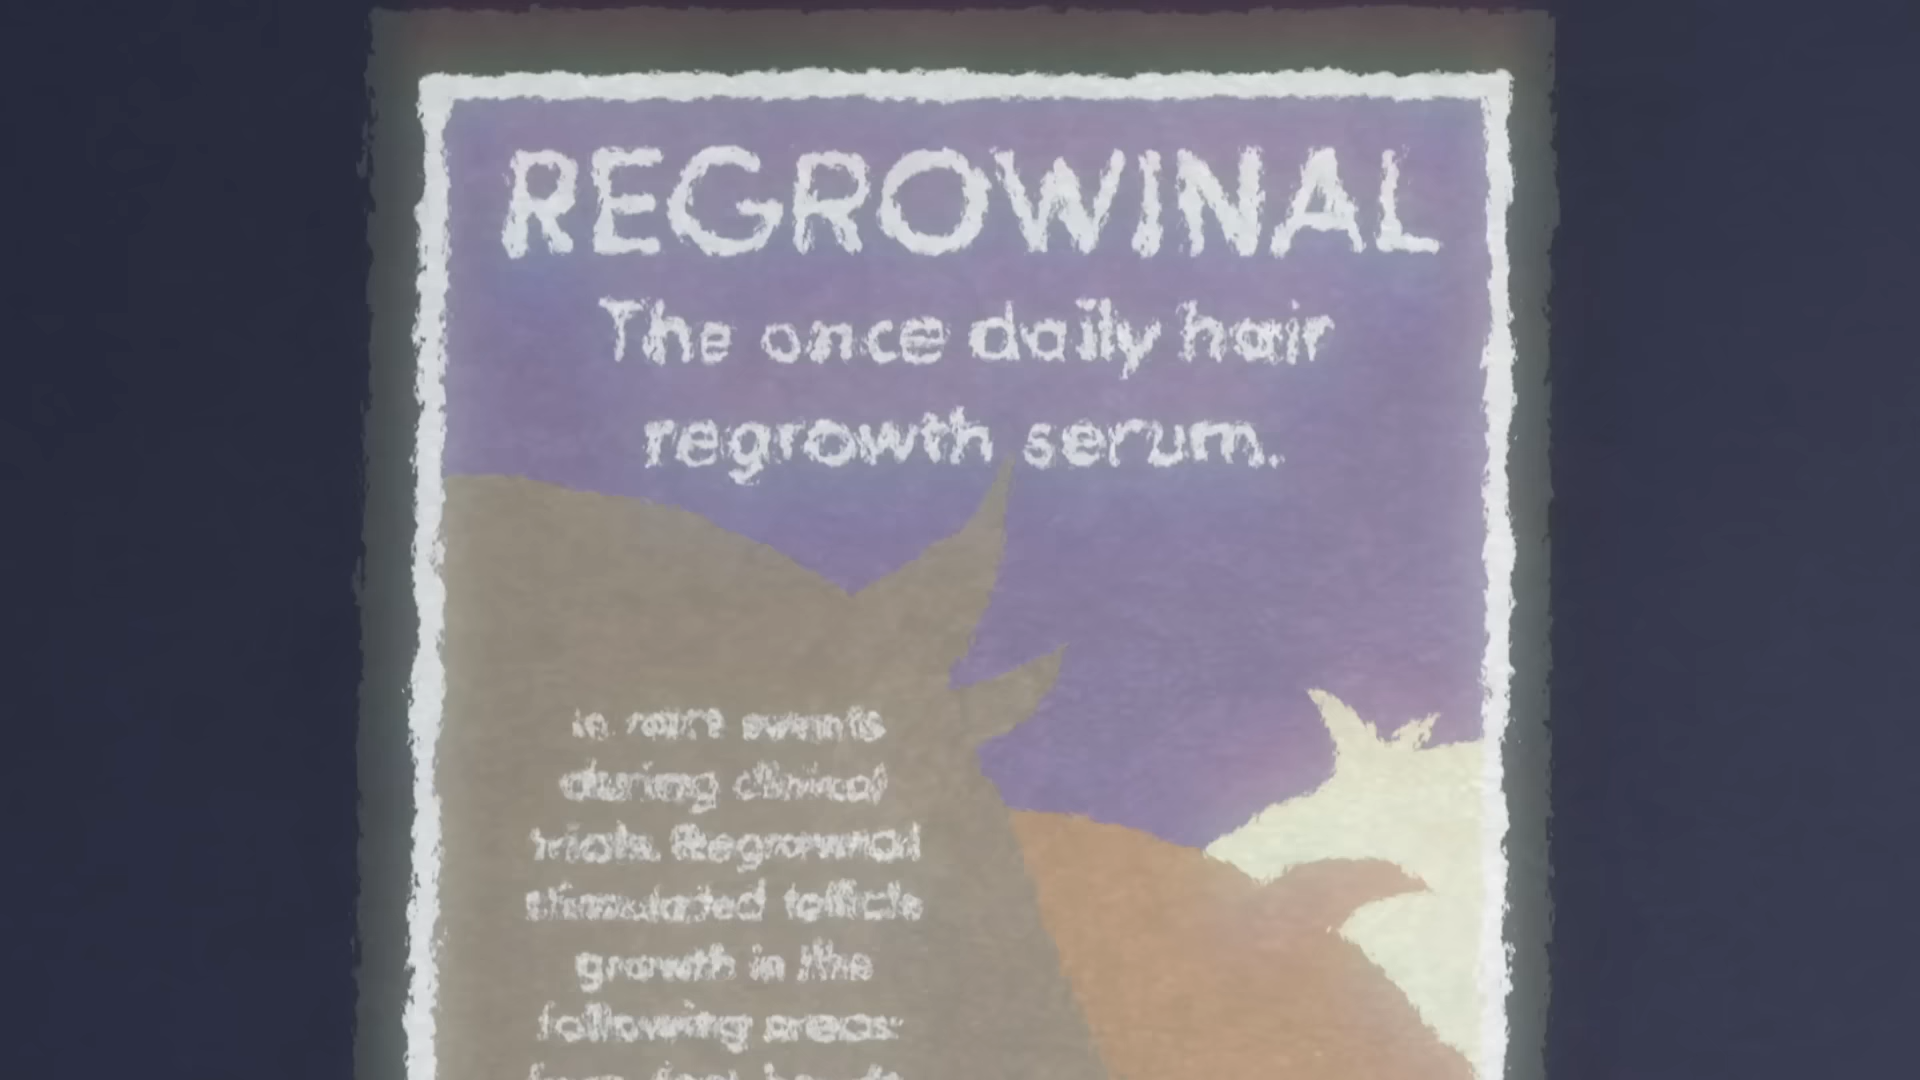 REGROWINAL
The once daily hair
regrowth serum.
In rare events
during clinical
trials, Regrowinal
stimulated follicle
growth in the
following areas: